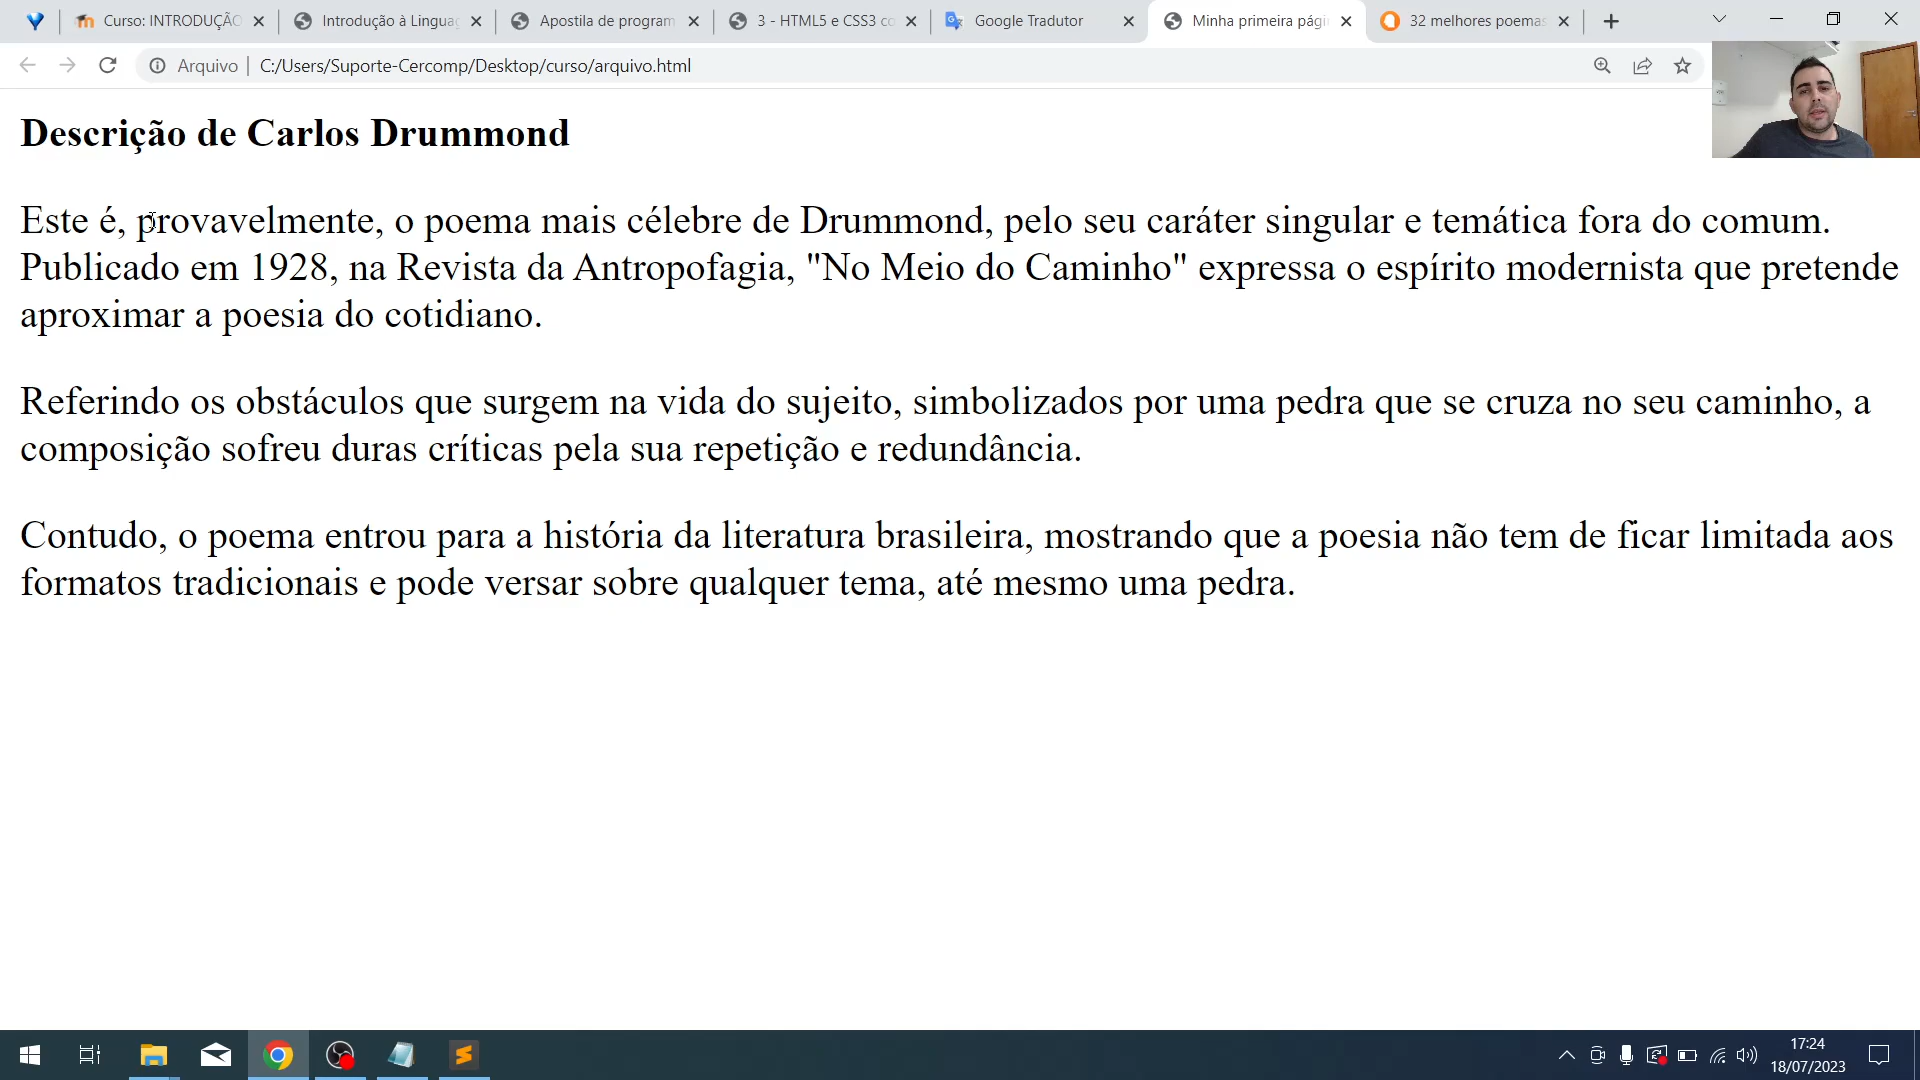 Curso: INTRODUÇÃO
Introdução à Linguag
Apostila de program
3 - HTML5 e CSS3 co
Google Tradutor
Minha primeira pági
32 melhores poemas
Arquivo
C:/Users/Suporte-Cercomp/Desktop/curso/arquivo.html
Descrição de Carlos Drummond
Este é, provavelmente, o poema mais célebre de Drummond, pelo seu caráter singular e temática fora do comum.
Publicado em 1928, na Revista da Antropofagia, "No Meio do Caminho" expressa o espírito modernista que pretende
aproximar a poesia do cotidiano.
Referindo os obstáculos que surgem na vida do sujeito, simbolizados por uma pedra que se cruza no seu caminho, a
composição sofreu duras críticas pela sua repetição e redundância.
Contudo, o poema entrou para a história da literatura brasileira, mostrando que a poesia não tem de ficar limitada aos
formatos tradicionais e pode versar sobre qualquer tema, até mesmo uma pedra.
17:24
18/07/2023